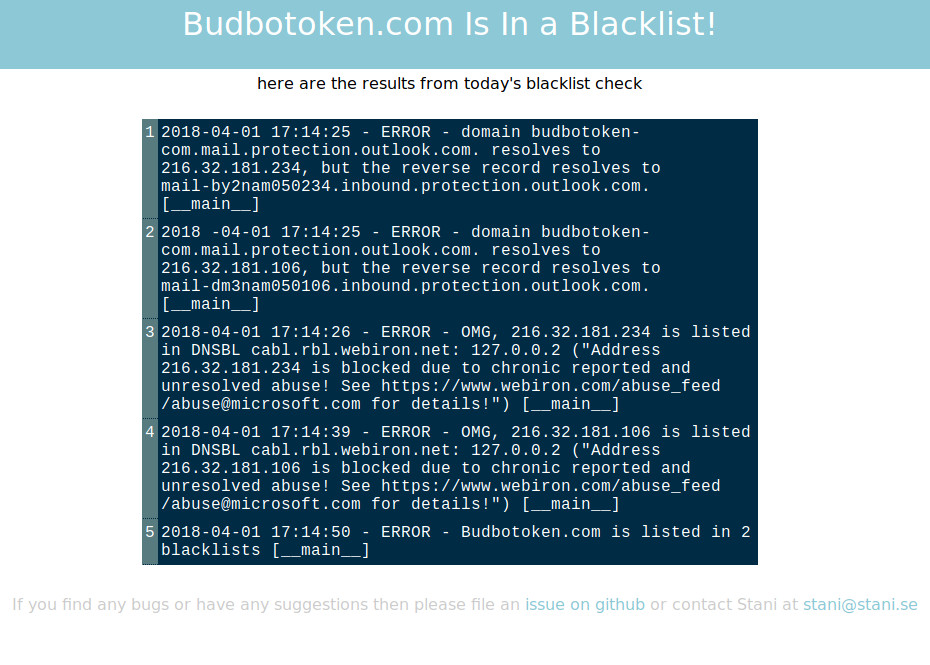 Budbotoken.com Is In a Blacklist!
here are the results from today's blacklist check
1 2018-04-01 17:14:25 - ERROR - domain budbotoken-
com.mail.protection.outlook.com. resolves to
216.32.181.234, but the reverse record resolves to
mail-by2nam050234.inbound.protection.outlook.com.
[__main__]
2 2018 -04-01 17:14:25 - ERROR - domain budbotoken-
com.mail.protection.outlook.com. resolves to
216.32.181.106, but the reverse record resolves to
mail-dm3nam050106.inbound.protection.outlook.com.
[__main__]
3 2018-04-01 17:14:26 - ERROR - OMG, 216.32.181.234 is listed
in DNSBL cabl.rbl.webiron.net: 127.0.0.2 ("Address
216.32.181.234 is blocked due to chronic reported and
unresolved abuse! See https://www.webiron.com/abuse_feed
/abuse@microsoft.com for details!") [__main__]
4 2018-04-01 17:14:39 - ERROR - OMG, 216.32.181.106 is listed
in DNSBL cabl.rbl.webiron.net: 127.0.0.2 ("Address
216.32.181.106 is blocked due to chronic reported and
unresolved abuse! See https://www.webiron.com/abuse_feed
/abuse@microsoft.com for details!") [__main__]
5 2018-04-01 17:14:50 - ERROR - Budbotoken.com is listed in 2
blacklists [__main__]
If you find any bugs or have any suggestions then please file an issue on github or contact Stani at stani@stani.se